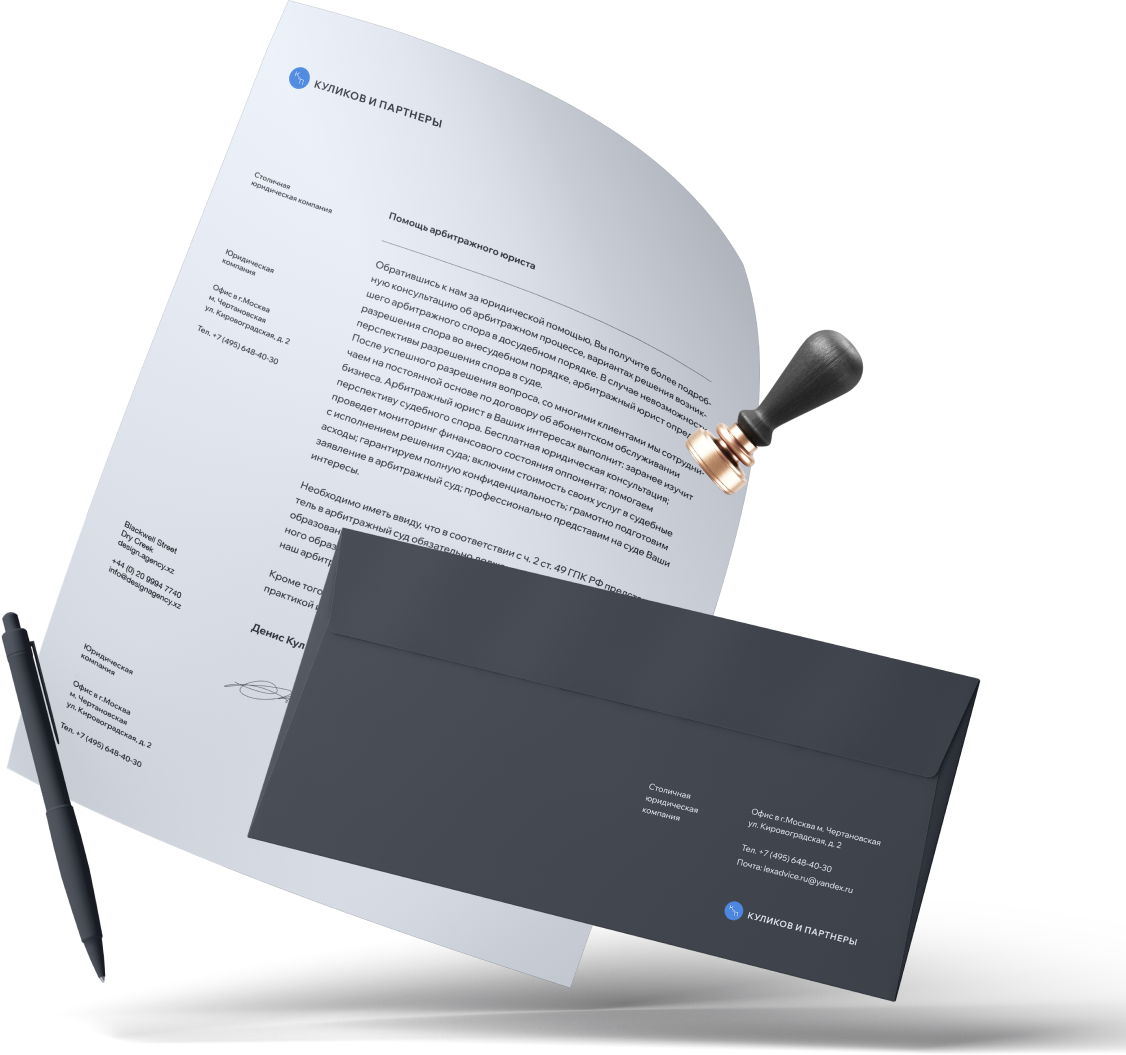 КП
КУЛИКОВ И ПАРТНЕРЫ
Столичная
юридическая компания
Юридическая
компания
Офис в г.Москва
м. Чертановская
ул. Кировоградская, д. 2
Тел. +7 (495) 648-40-30
Помощь арбитражного юриста
Обратившись к нам за юридической помощью, Вы получите более подроб-
ную консультацию об арбитражном процессе, вариантах решения возник-
шего арбитражного спора в досудебном порядке. В случае невозможности
разрешения спора во внесудебном порядке, арбитражный юрист
перспективы разрешения спора в суде.
После успешного разрешения вопроса, со многими клиентами мы сотрудни-
чаем на постоянной основе по договору об абонентском обслуживании
бизнеса. Арбитражный юрист в Ваших интересах выполнит: заранее изучит
перспективу судебного спора. Бесплатная юридическая консультация;
проведет мониторинг финансового состояния оппонента; помогаем
с исполнением решения суда; включим стоимость своих услуг в судебные
асходы; гарантируем полную конфиденциальность; грамотно подготовим
заявление в арбитражный суд; профессионально представим на суде Ваши
интересы.
Необходимо иметь ввиду, что в соответствии с ч. 2 ст. 49 ГПК РФ
тель в арбитражный суд обязательно
ного
наш
Кроме того
практикой
Денис
Blackwell Street
Dry Creek
design.agency.xz
+44 (0) 20 9994 7740
info@designagency.xz
Юридическая
компания
Офис в г.Москва
м. Чертановская
ул. Кировоградская, д. 2
Тел. +7 (495) 648-40-30
Столичная
юридическая
компания
Офис в г.Москва м. Чертановская
ул. Кировоградская, д. 2
Тел. +7 (495) 648-40-30
Почта: lexadvice.ru@yandex.ru
КП
КУЛИКОВ И ПАРТНЕРЫ